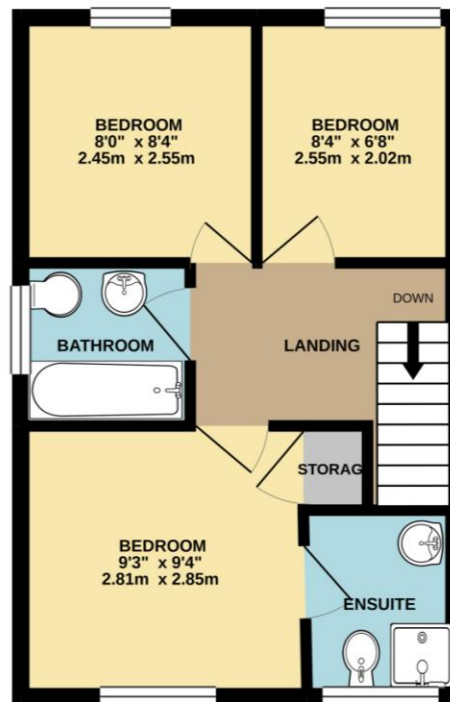 BEDROOM
8'0" x 8'4"
2.45m x 2.55m
BEDROOM
8'4" x 6'8"
2.55m x 2.02m
DOWN
BATHROOM
LANDING
STORAG
BEDROOM
9'3" x 9'4"
2.81m x 2.85m
ENSUITE